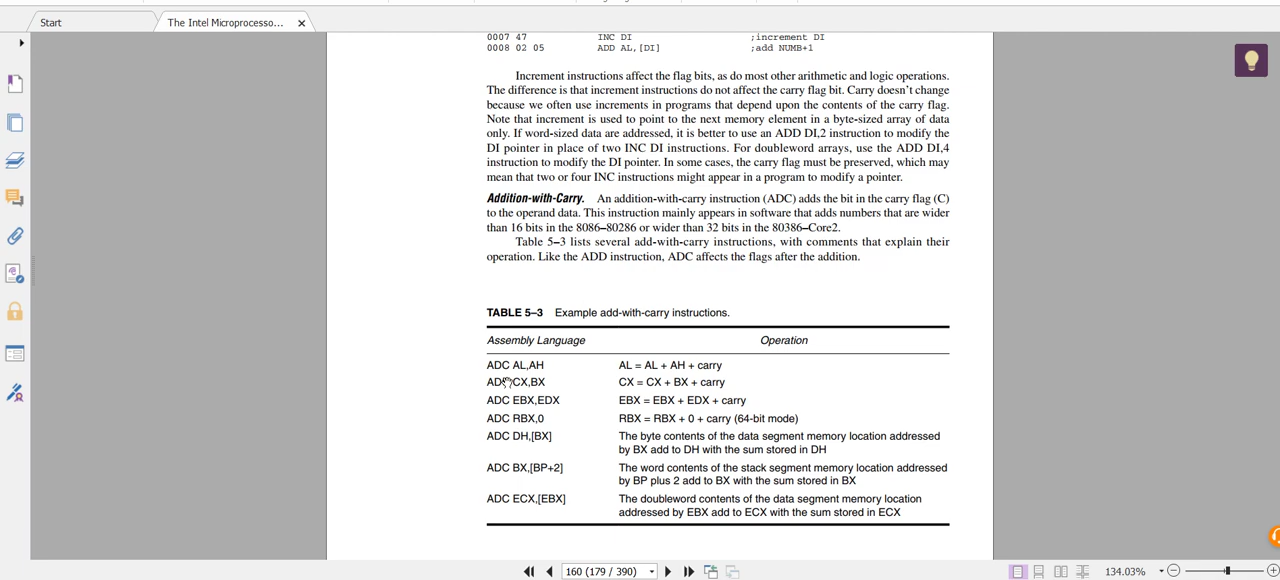 Start
The Intel Microprocesso...
0007 47 INC DI ;increment DI
0008 02 05 ADD AL,[DI] ;add NUMB+1
Increment instructions affect the flag bits, as do most other arithmetic and logic operations.
The difference is that increment instructions do not affect the carry flag bit. Carry doesn't change
because we often use increments in programs that depend upon the contents of the carry flag.
Note that increment is used to point to the next memory element in a byte-sized array of data
only. If word-sized data are addressed, it is better to use an ADD DI,2 instruction to modify the
DI pointer in place of two INC DI instructions. For doubleword arrays, use the ADD DI,4
instruction to modify the DI pointer. In some cases, the carry flag must be preserved, which may
mean that two or four INC instructions might appear in a program to modify a pointer.
Addition-with-Carry. An addition-with-carry instruction (ADC) adds the bit in the carry flag (C)
to the operand data. This instruction mainly appears in software that adds numbers that are wider
than 16 bits in the 8086–80286 or wider than 32 bits in the 80386–Core2.
Table 5–3 lists several add-with-carry instructions, with comments that explain their
operation. Like the ADD instruction, ADC affects the flags after the addition.
TABLE 5–3 Example add-with-carry instructions.
Assembly Language Operation
ADC AL,AH AL = AL + AH + carry
ADC CX,BX CX = CX + BX + carry
ADC EBX,EDX EBX = EBX + EDX + carry
ADC RBX,0 RBX = RBX + 0 + carry (64-bit mode)
ADC DH,[BX] The byte contents of the data segment memory location addressed
by BX add to DH with the sum stored in DH
ADC BX,[BP+2] The word contents of the stack segment memory location addressed
by BP plus 2 add to BX with the sum stored in BX
ADC ECX,[EBX] The doubleword contents of the data segment memory location
addressed by EBX add to ECX with the sum stored in ECX
160 (179 / 390) 134.03%